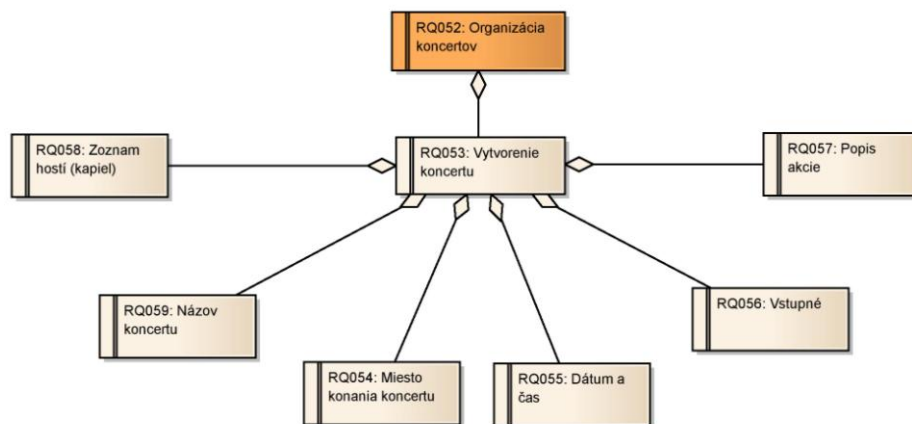 RQ052: Organizácia
koncertov
RQ058: Zoznam
hostí (kapiel)
RQ053: Vytvorenie
koncertu
RQ057: Popis
akcie
RQ059: Názov
koncertu
RQ056: Vstupné
RQ054: Miesto
konania koncertu
RQ055: Dátum a
čas